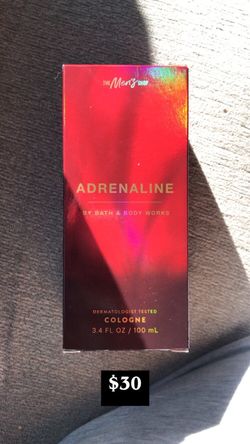 THE Men's SHOP
ADRENALINE
BY BATH & BODY WORKS
DERMATOLOGIST TESTED
COLOGNE
3.4 FL OZ / 100 mL
$30